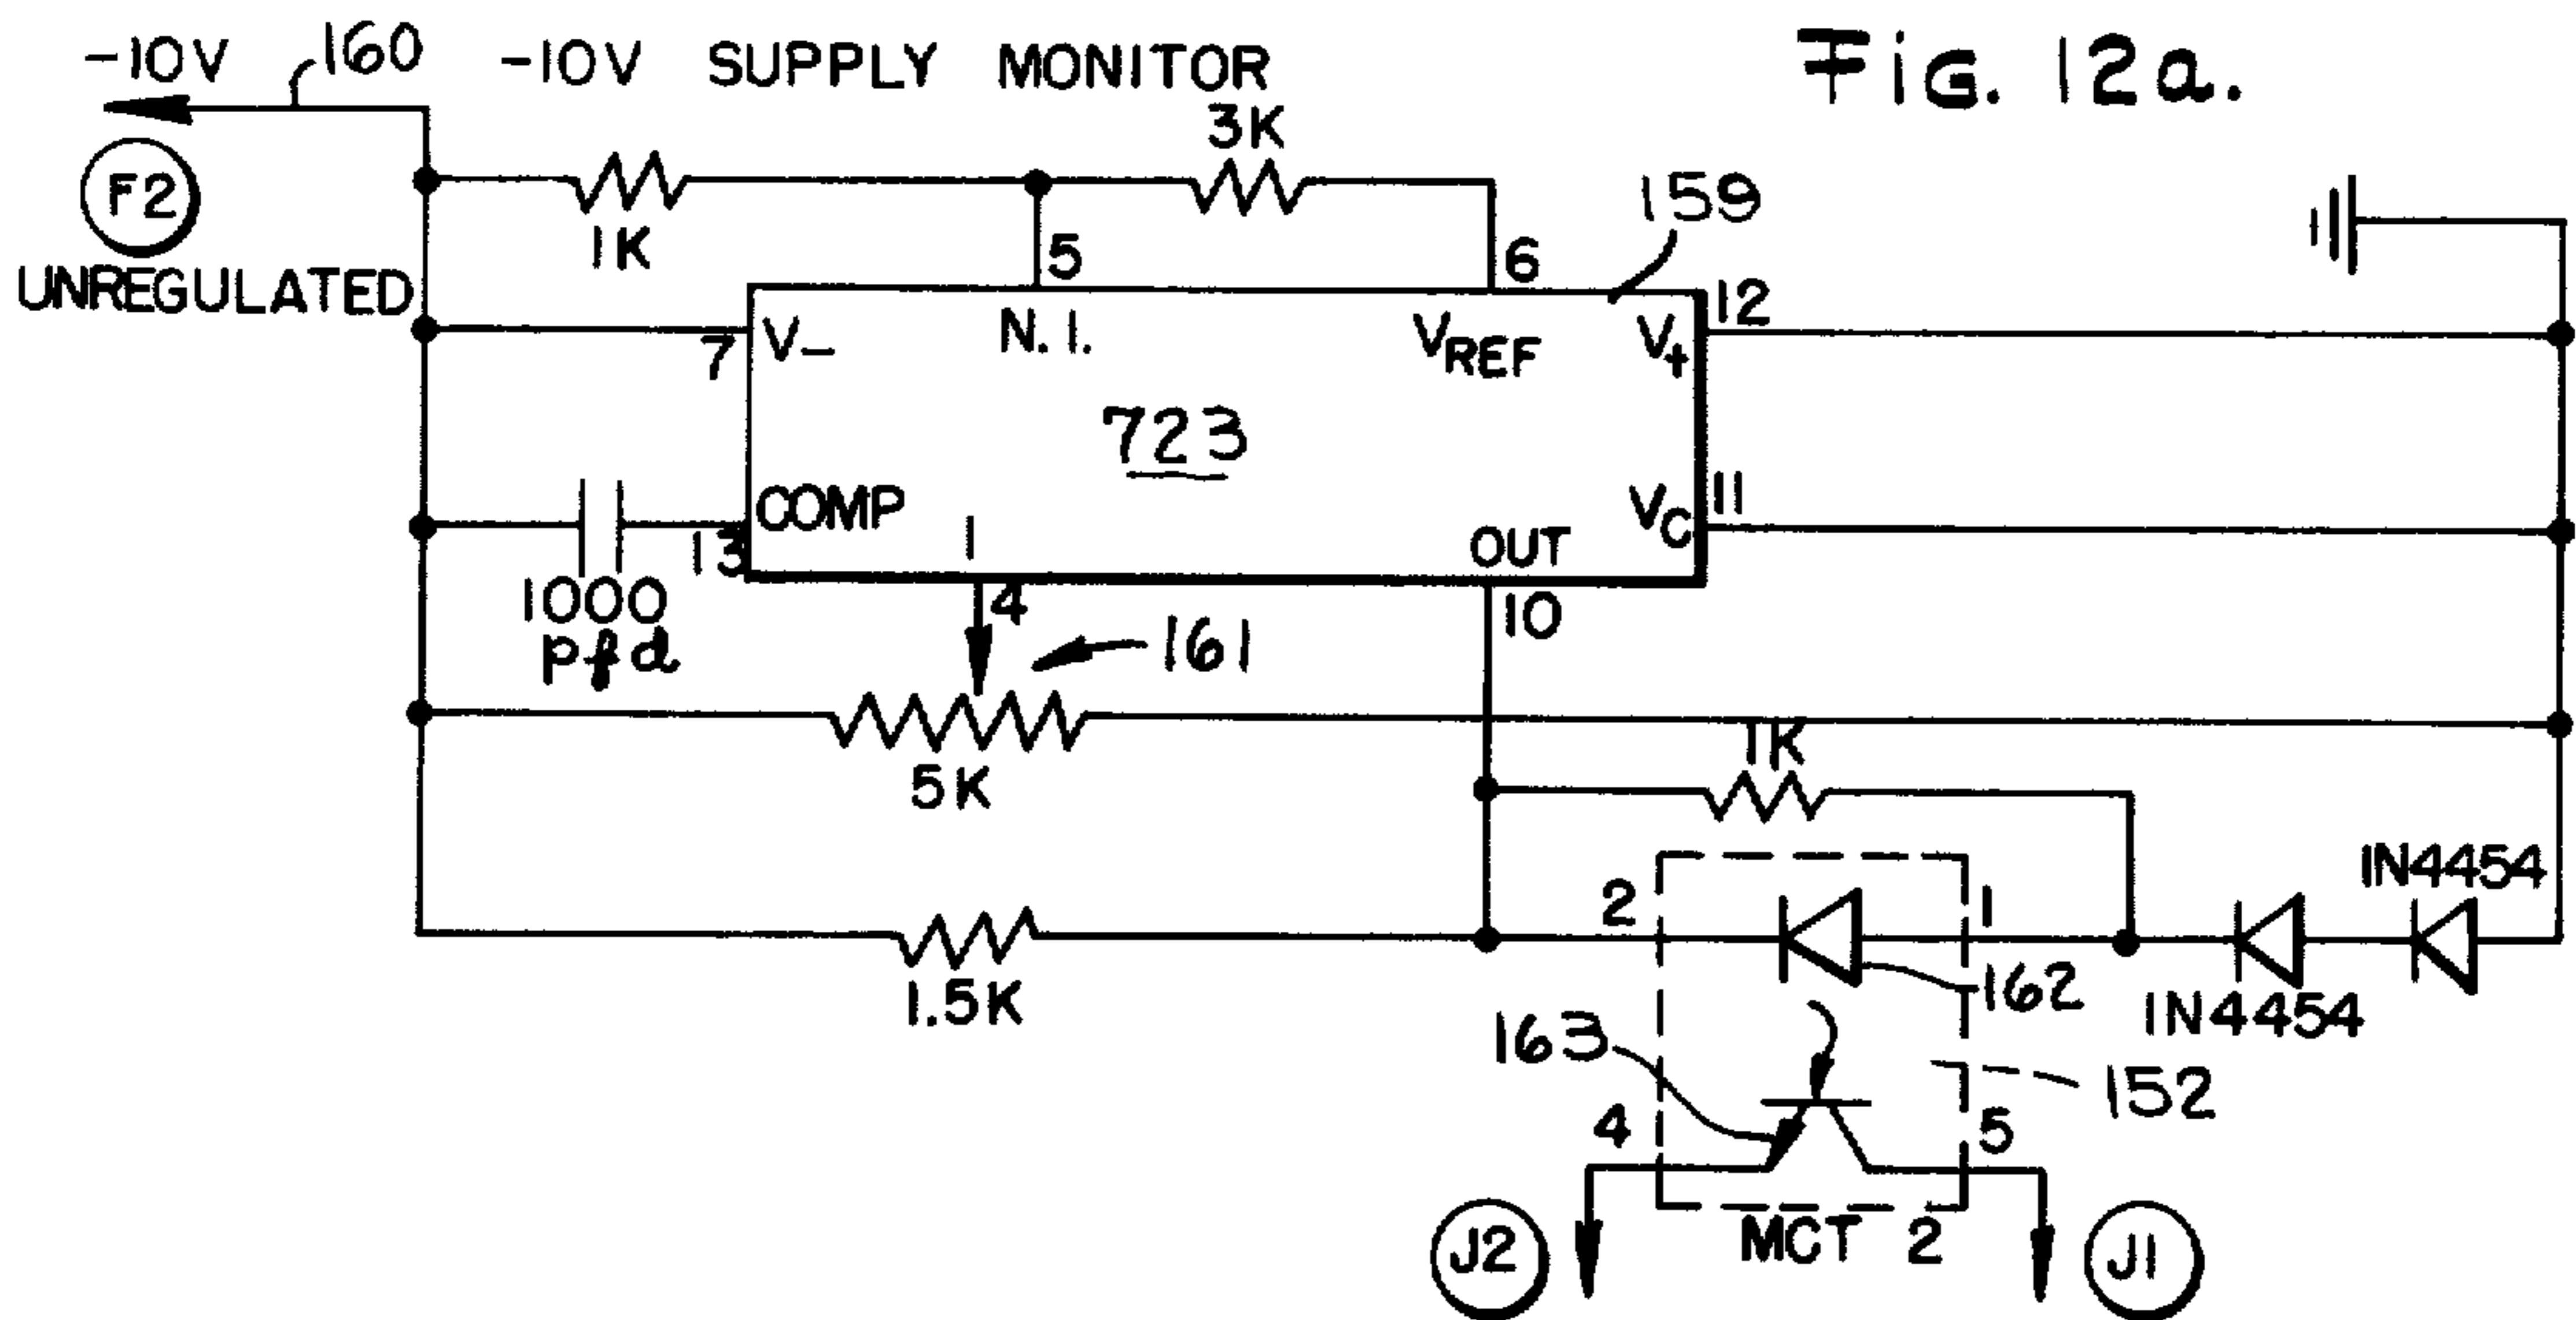 -10V
160
-10V SUPPLY MONITOR
Fig. 12a.
F2
UNREGULATED
1K
3K
5
6
159
12
7
V-
N.I.
VREF
V+
723
COMP
13
1
OUT
VC
11
1000
pfd
4
10
161
5K
1K
1.5K
2
1
162
1N4454
1N4454
163
152
4
5
MCT 2
J2
J1